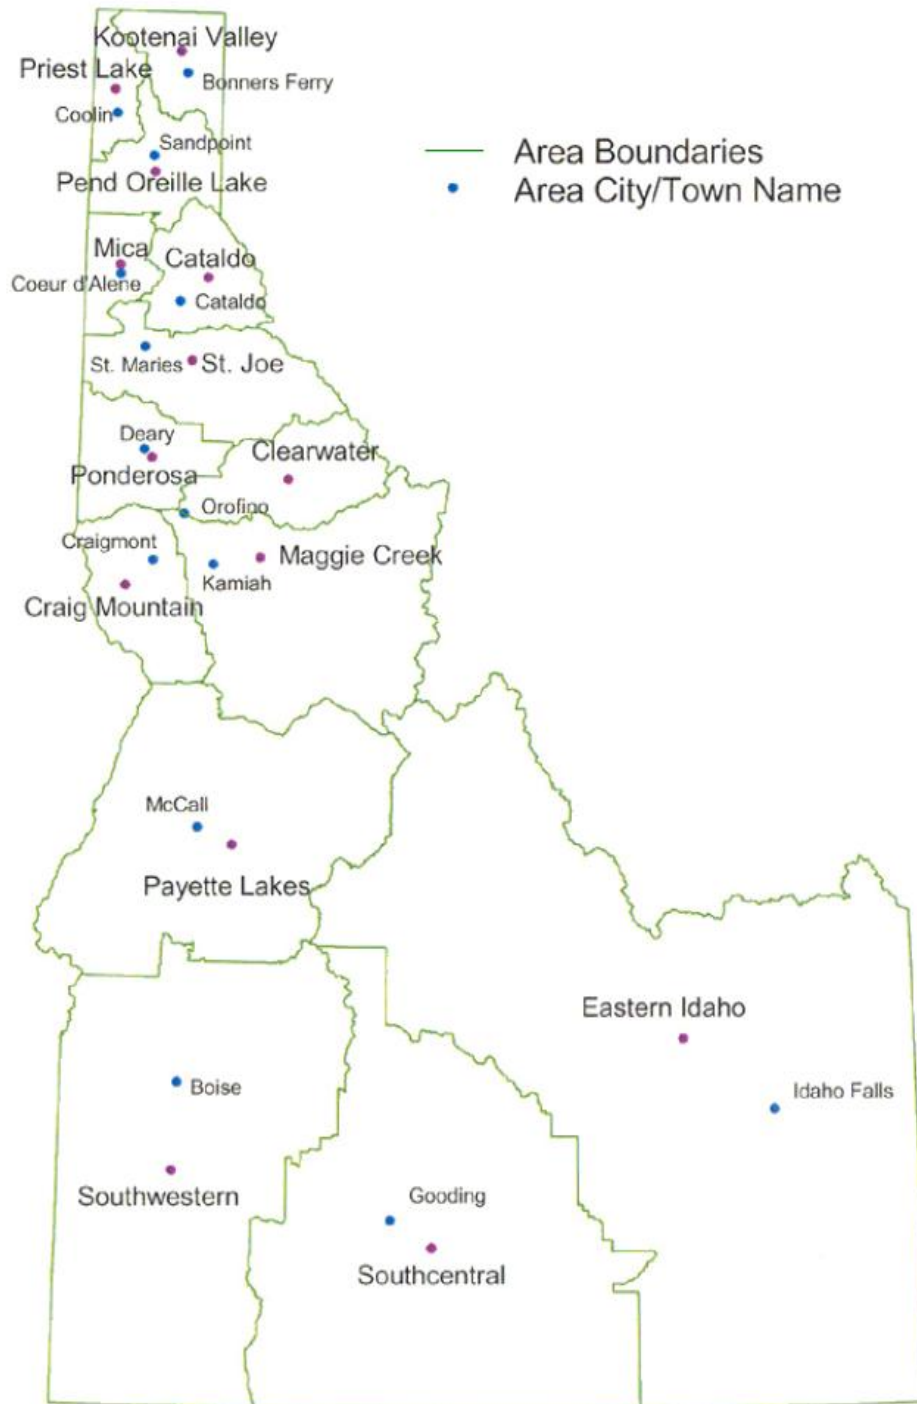 Kootenai Valley
Priest Lake
Bonners Ferry
Coolin
Sandpoint
Pend Oreille Lake
Area Boundaries
Area City/Town Name
Mica
Cataldo
Coeur d'Alene
Cataldo
St. Maries
St. Joe
Deary
Clearwater
Ponderosa
Orofino
Craigmont
Maggie Creek
Kamiah
Craig Mountain
McCall
Payette Lakes
Eastern Idaho
Boise
Idaho Falls
Southwestern
Gooding
Southcentral